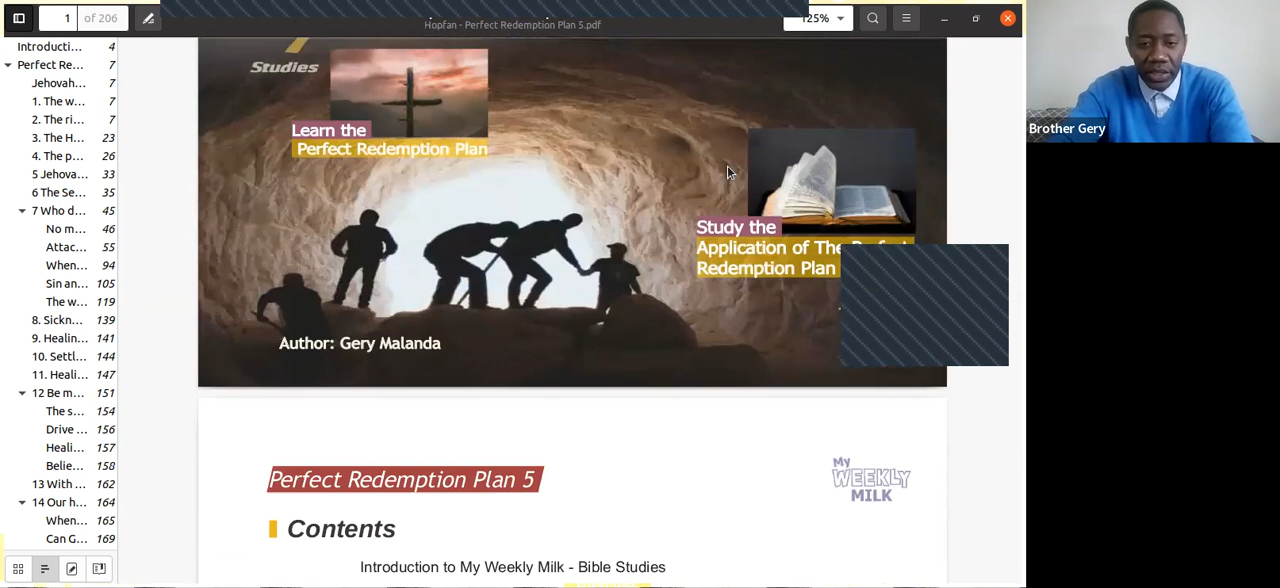 1 of 206
Hopfan - Perfect Redemption Plan 5.pdf
125%
Introducti... 4
Perfect Re... 7
Jehovah... 7
1. The w... 7
2. The ri... 7
3. The H... 23
4. The p... 26
5 Jehova... 33
6 The Se... 35
7 Who d... 45
No m... 46
Attac... 55
When... 94
Sin an... 105
The w... 119
8. Sickn... 139
9. Healin... 141
10. Settl... 144
11. Heali... 147
12 Be m... 151
The s... 154
Drive ... 156
Heali... 157
Belie... 158
13 With ... 162
14 Our h... 164
When... 165
Can G... 169
Studies
Learn the
Perfect Redemption Plan
Study the
Application of The Perfect
Redemption Plan
Author: Gery Malanda
Perfect Redemption Plan 5
My
WEEKLY
MILK
Contents
Introduction to My Weekly Milk - Bible Studies
Brother Gery